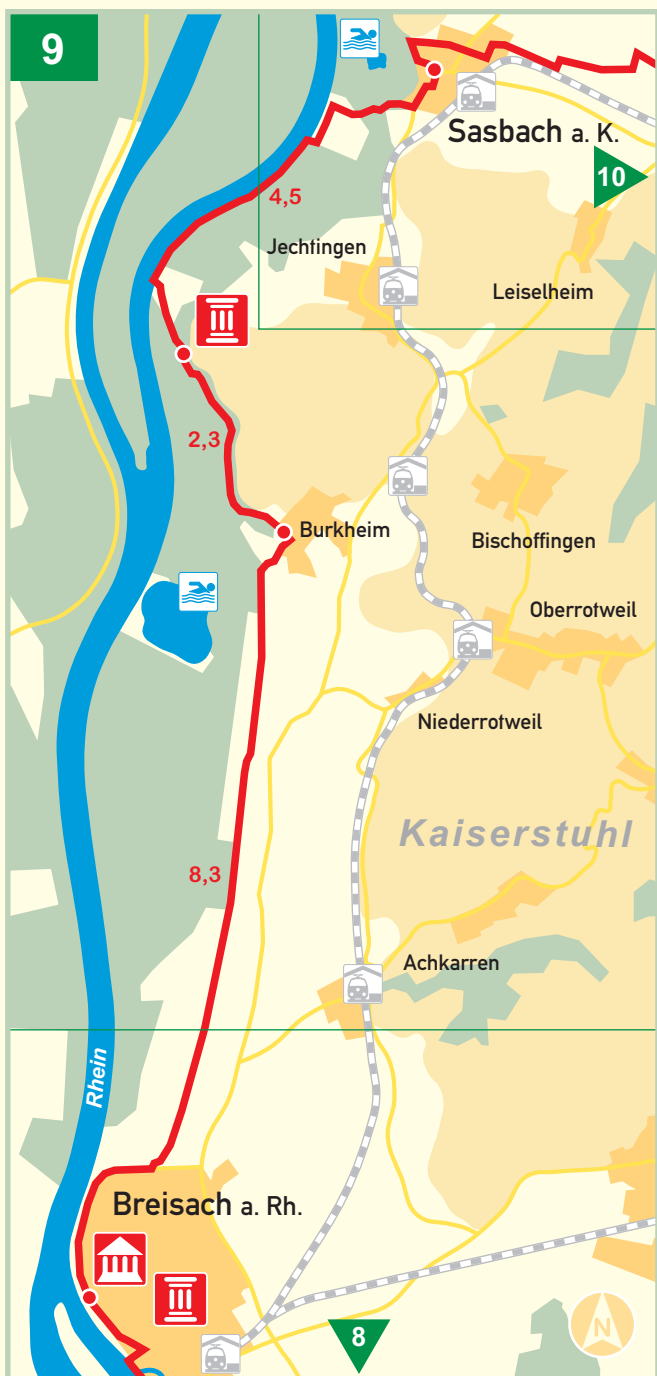 9
Sasbach a. K.
10
4,5
Jechtingen
Leiselheim
2,3
Burkheim
Bischoffingen
Oberrotweil
Niederrotweil
Kaiserstuhl
8,3
Achkarren
Rhein
Breisach a. Rh.
8
N